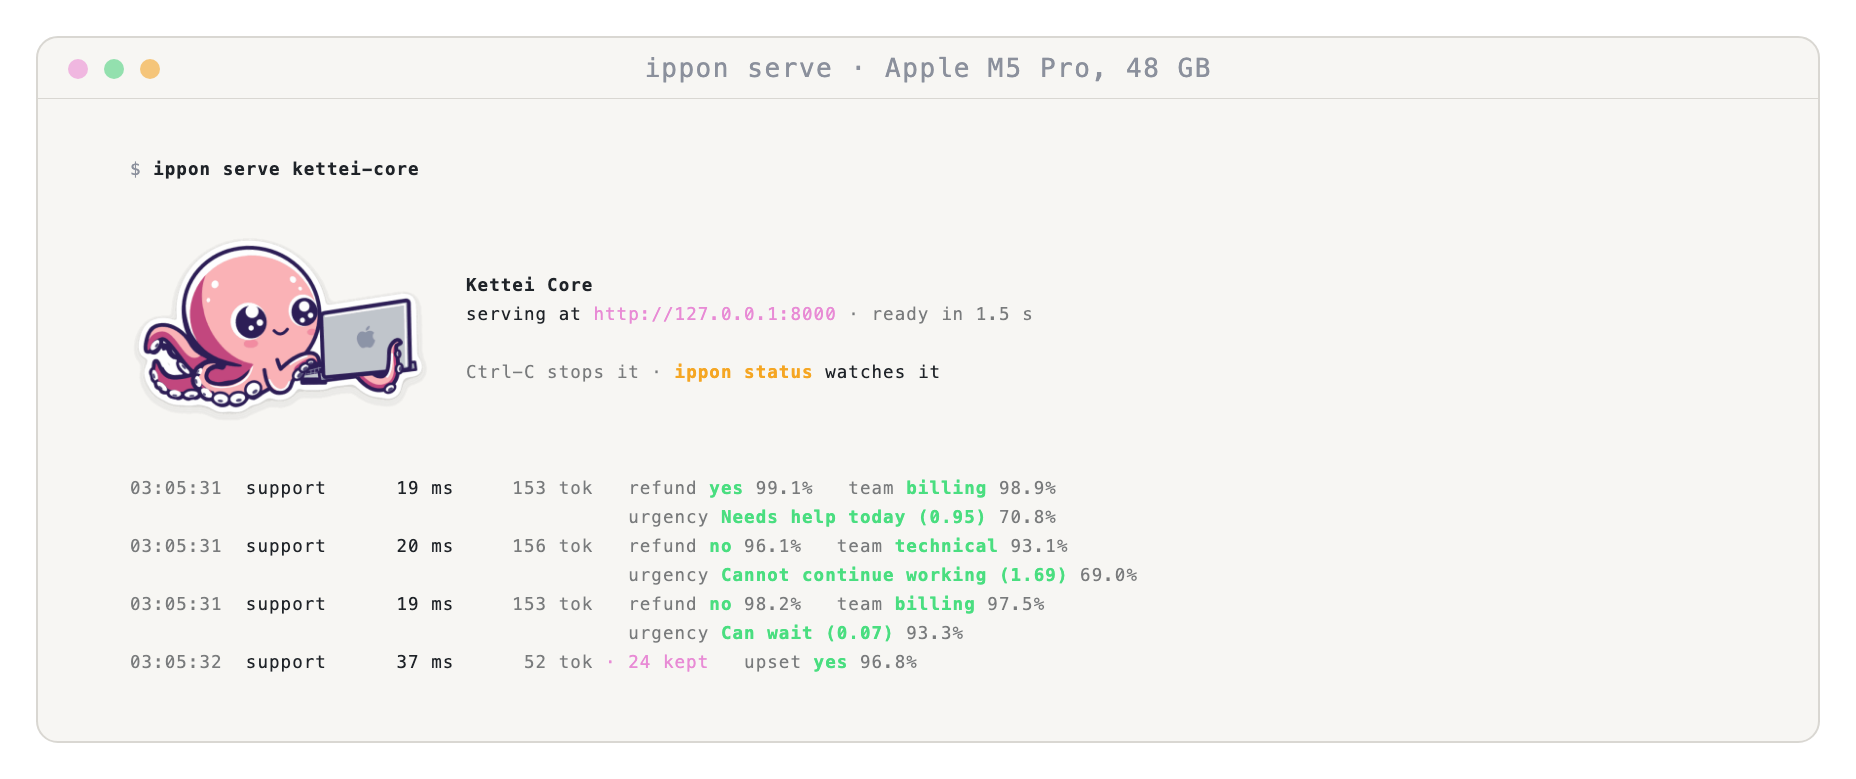 ippon serve · Apple M5 Pro, 48 GB
$ ippon serve kettei-core
Kettei Core
serving at http://127.0.0.1:8000 · ready in 1.5 s
Ctrl-C stops it · ippon status watches it
03:05:31 support 19 ms 153 tok refund yes 99.1% team billing 98.9%
urgency Needs help today (0.95) 70.8%
03:05:31 support 20 ms 156 tok refund no 96.1% team technical 93.1%
urgency Cannot continue working (1.69) 69.0%
03:05:31 support 19 ms 153 tok refund no 98.2% team billing 97.5%
urgency Can wait (0.07) 93.3%
03:05:32 support 37 ms 52 tok · 24 kept upset yes 96.8%